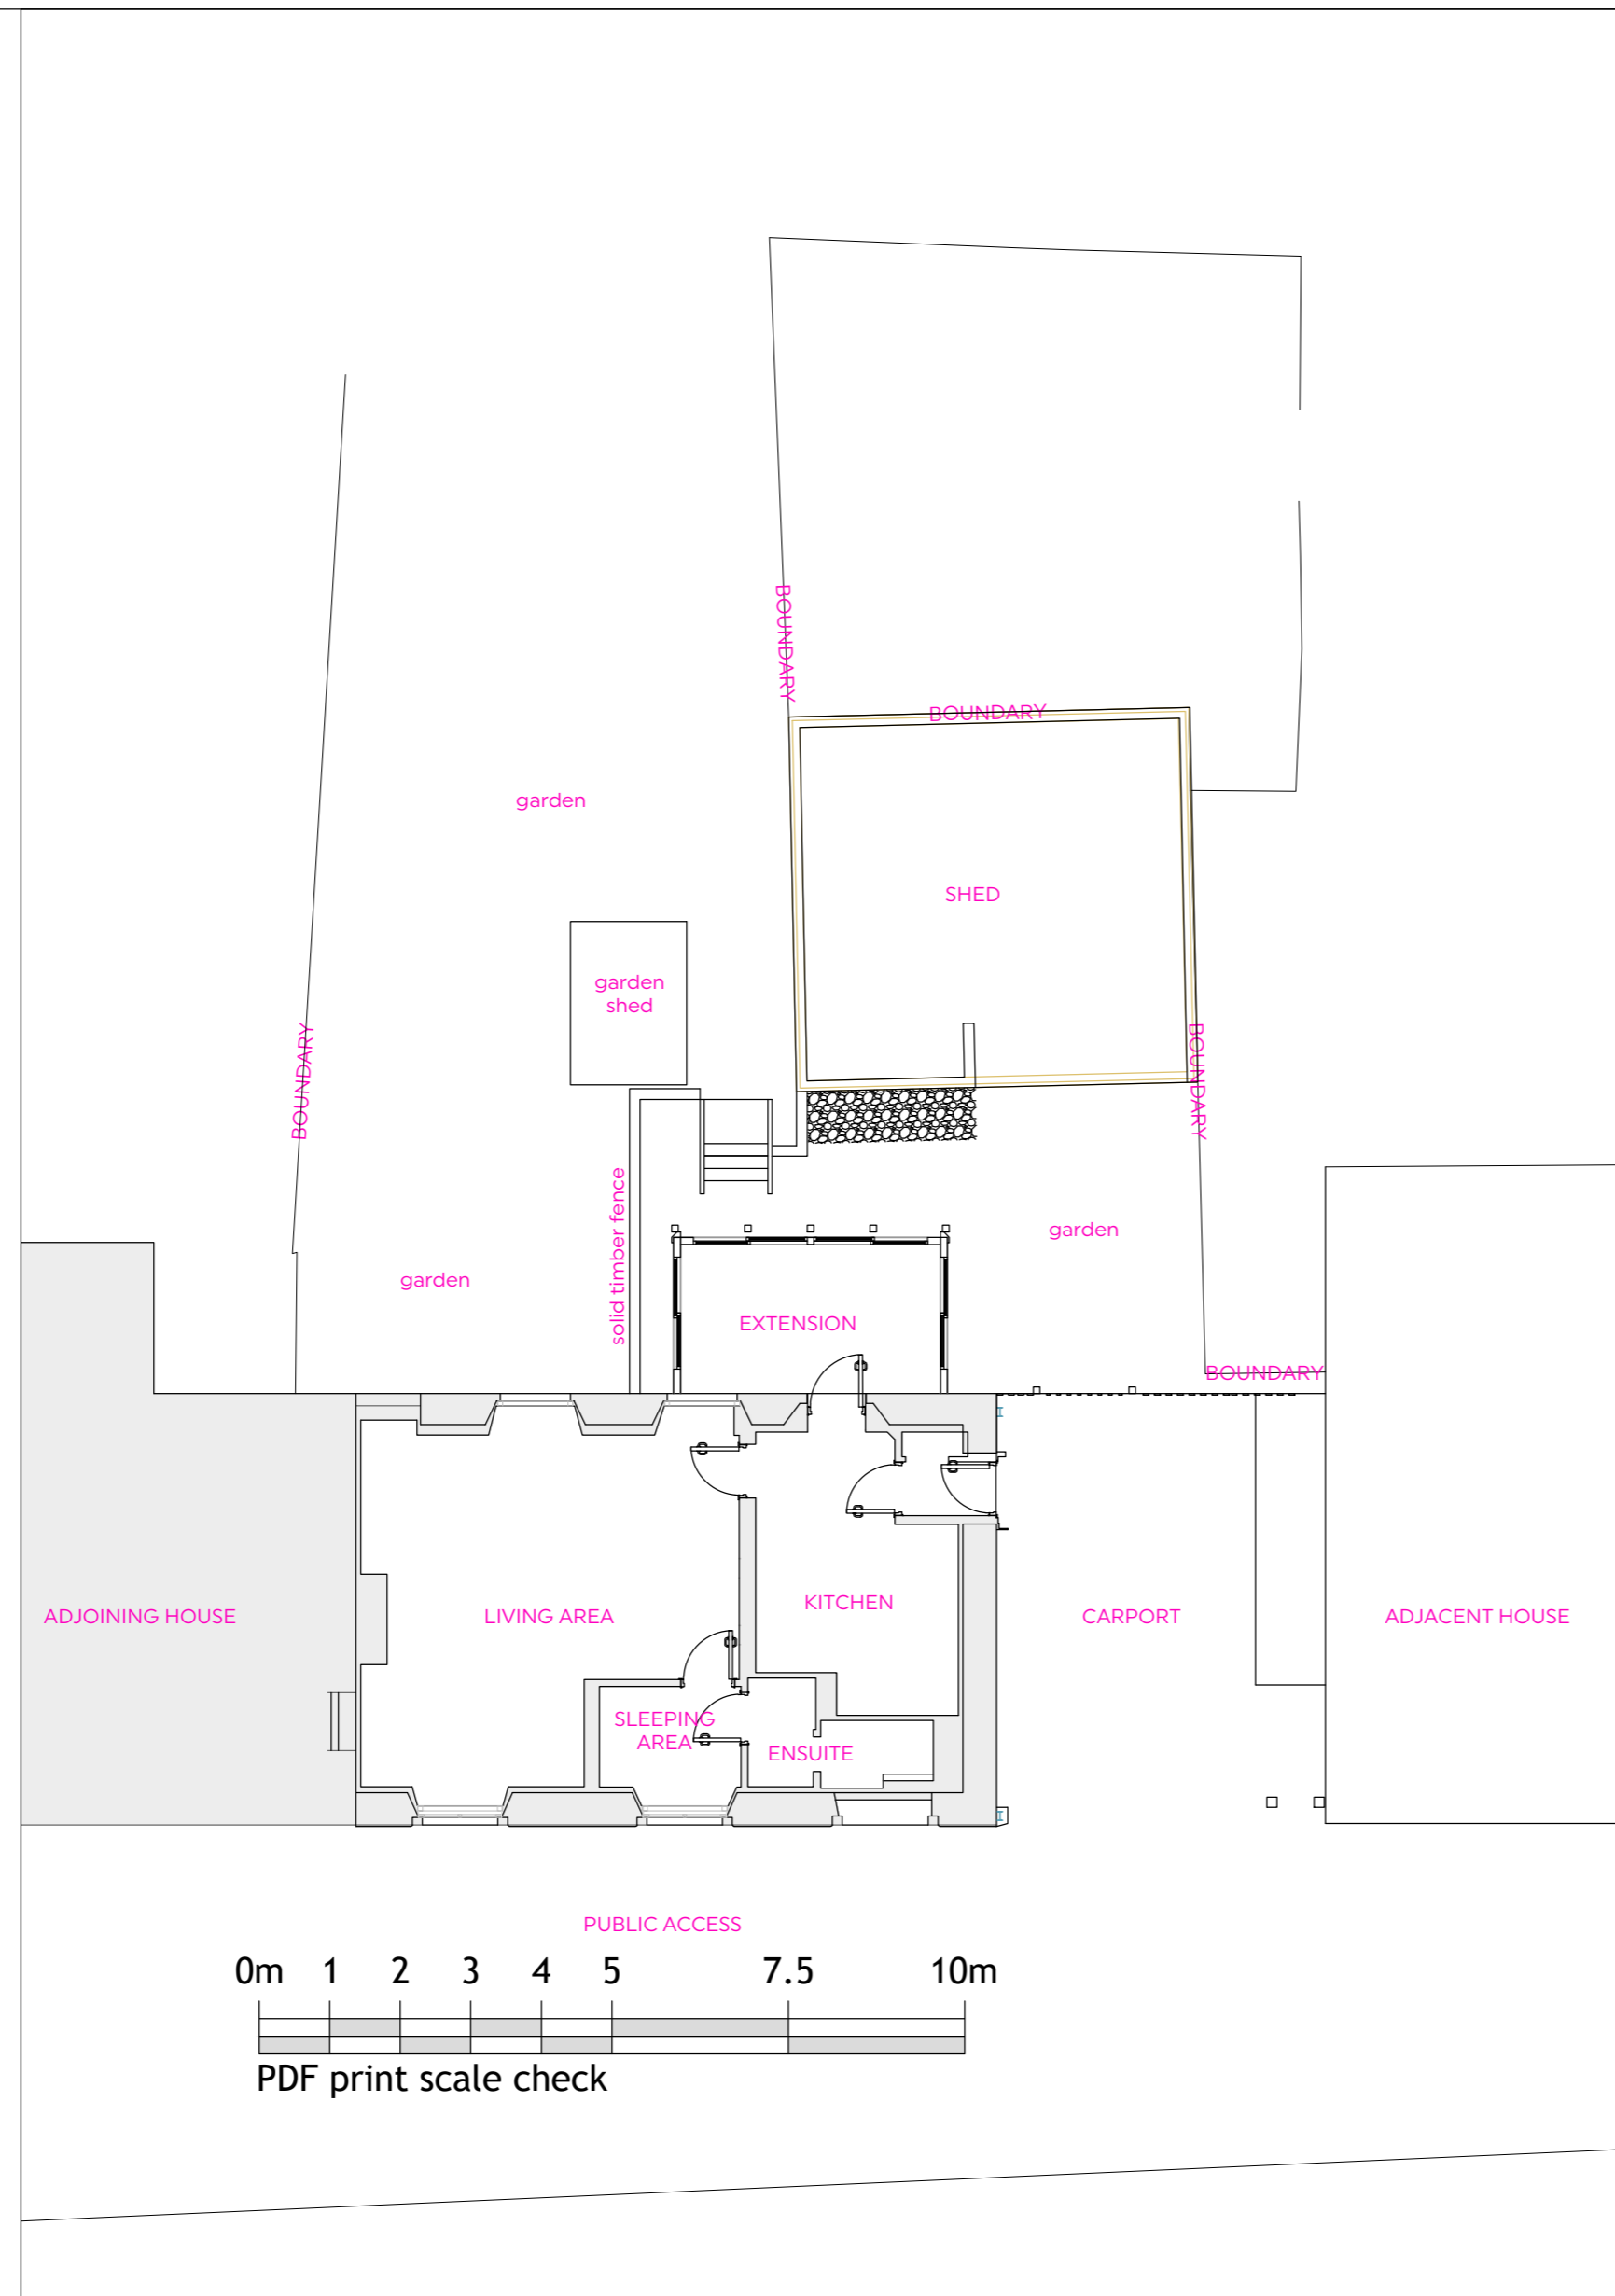 BOUNDARY
BOUNDARY
garden
SHED
garden
shed
BOUNDARY
BOUNDARY
solid timber fence
garden
garden
EXTENSION
BOUNDARY
ADJOINING HOUSE
LIVING AREA
KITCHEN
CARPORT
ADJACENT HOUSE
SLEEPING
AREA
ENSUITE
PUBLIC ACCESS
0m 1 2 3 4 5 7.5 10m
PDF print scale check